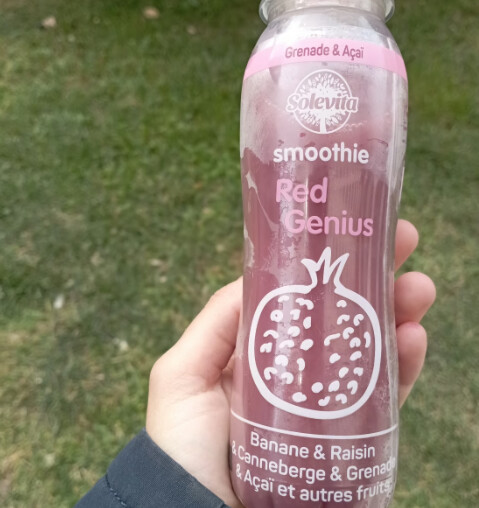 Grenade & Açaï
Solevita
smoothie
Red
Genius
Banane & Raisin
& Canneberge & Grenade
& Açaï et autres fruits